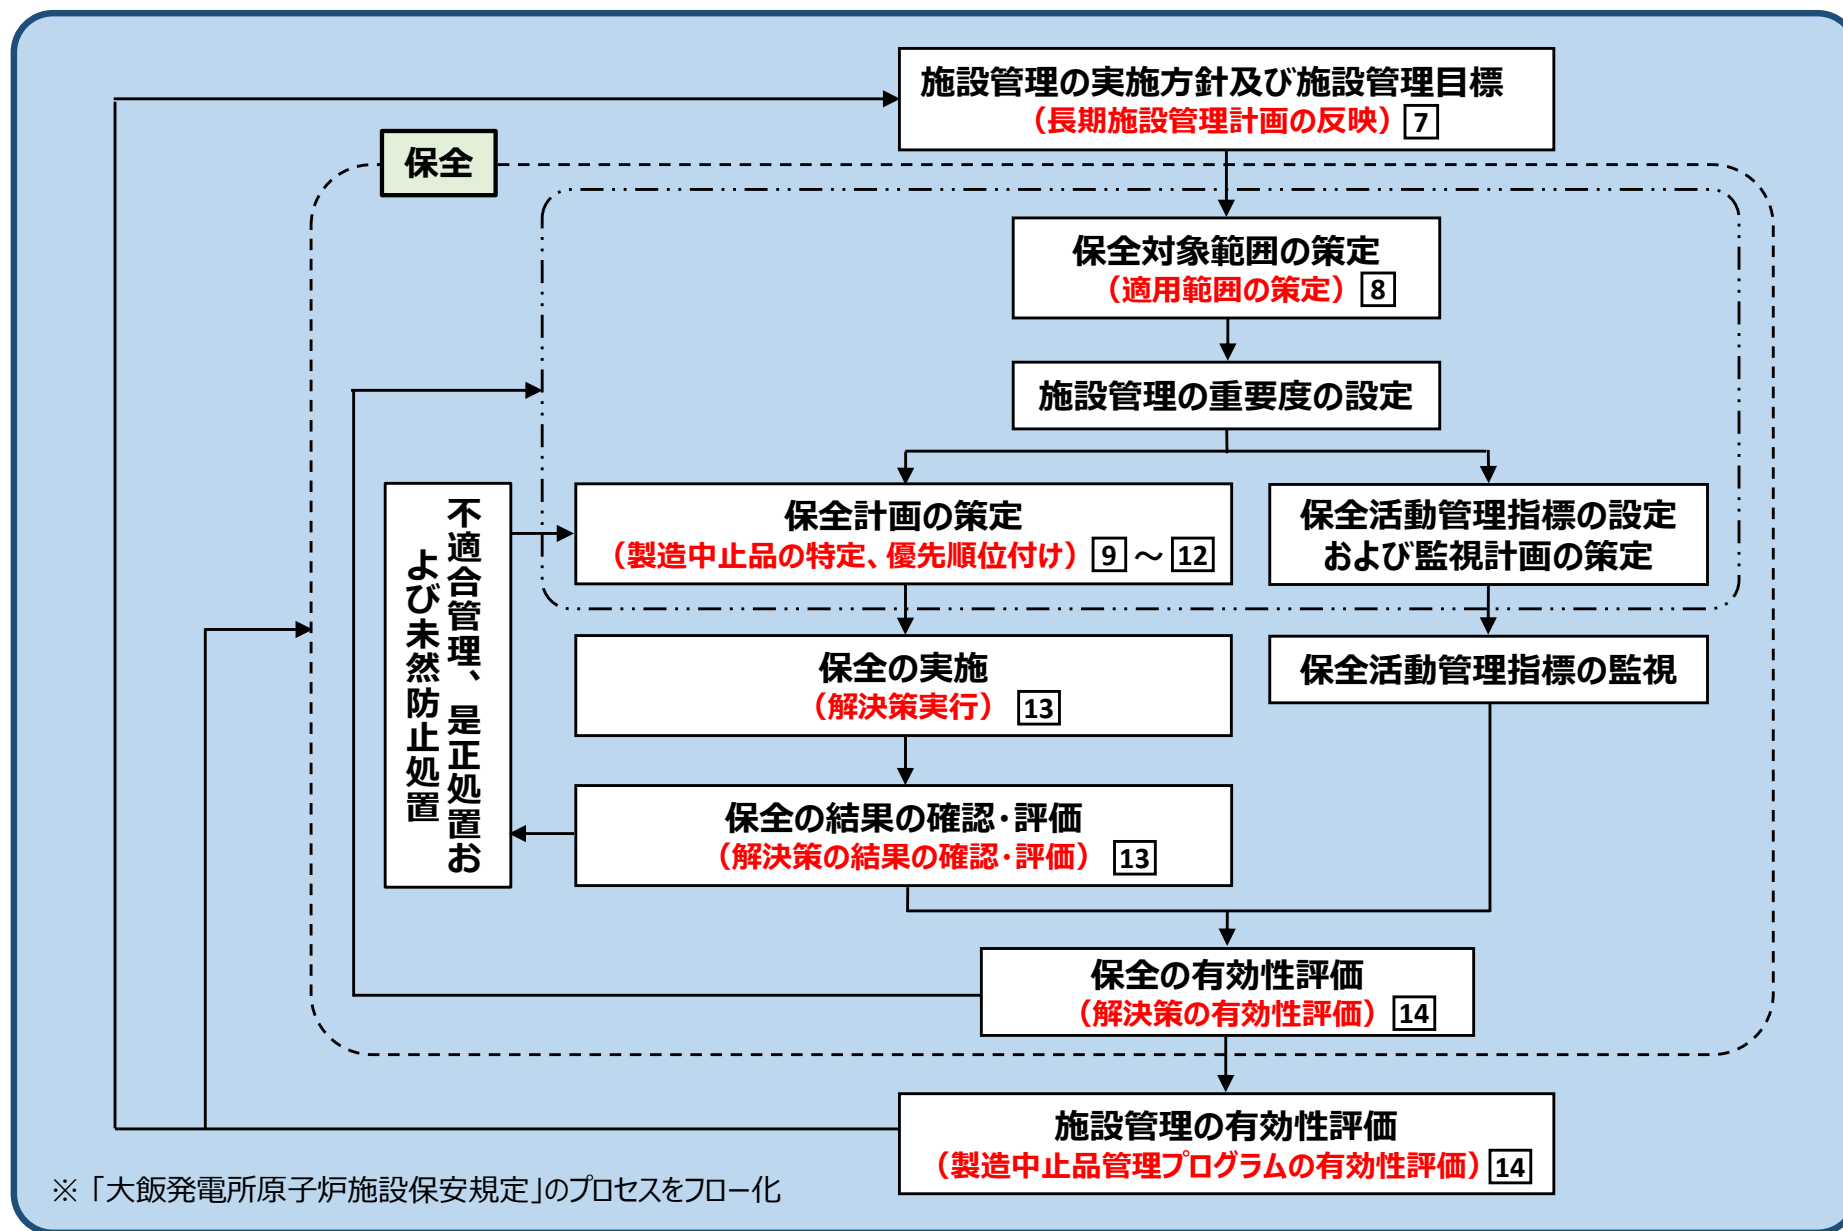 施設管理の実施方針及び施設管理目標
（長期施設管理計画の反映） 7
保全
保全対象範囲の策定
（適用範囲の策定） 8
施設管理の重要度の設定
不適合管理、是正処置お
よび未然防止処置
保全計画の策定
（製造中止品の特定、優先順位付け） 9 ～ 12
保全活動管理指標の設定
および監視計画の策定
保全の実施
（解決策実行） 13
保全活動管理指標の監視
保全の結果の確認・評価
（解決策の結果の確認・評価） 13
保全の有効性評価
（解決策の有効性評価） 14
施設管理の有効性評価
（製造中止品管理プログラムの有効性評価） 14
※「大飯発電所原子炉施設保安規定」のプロセスをフロー化